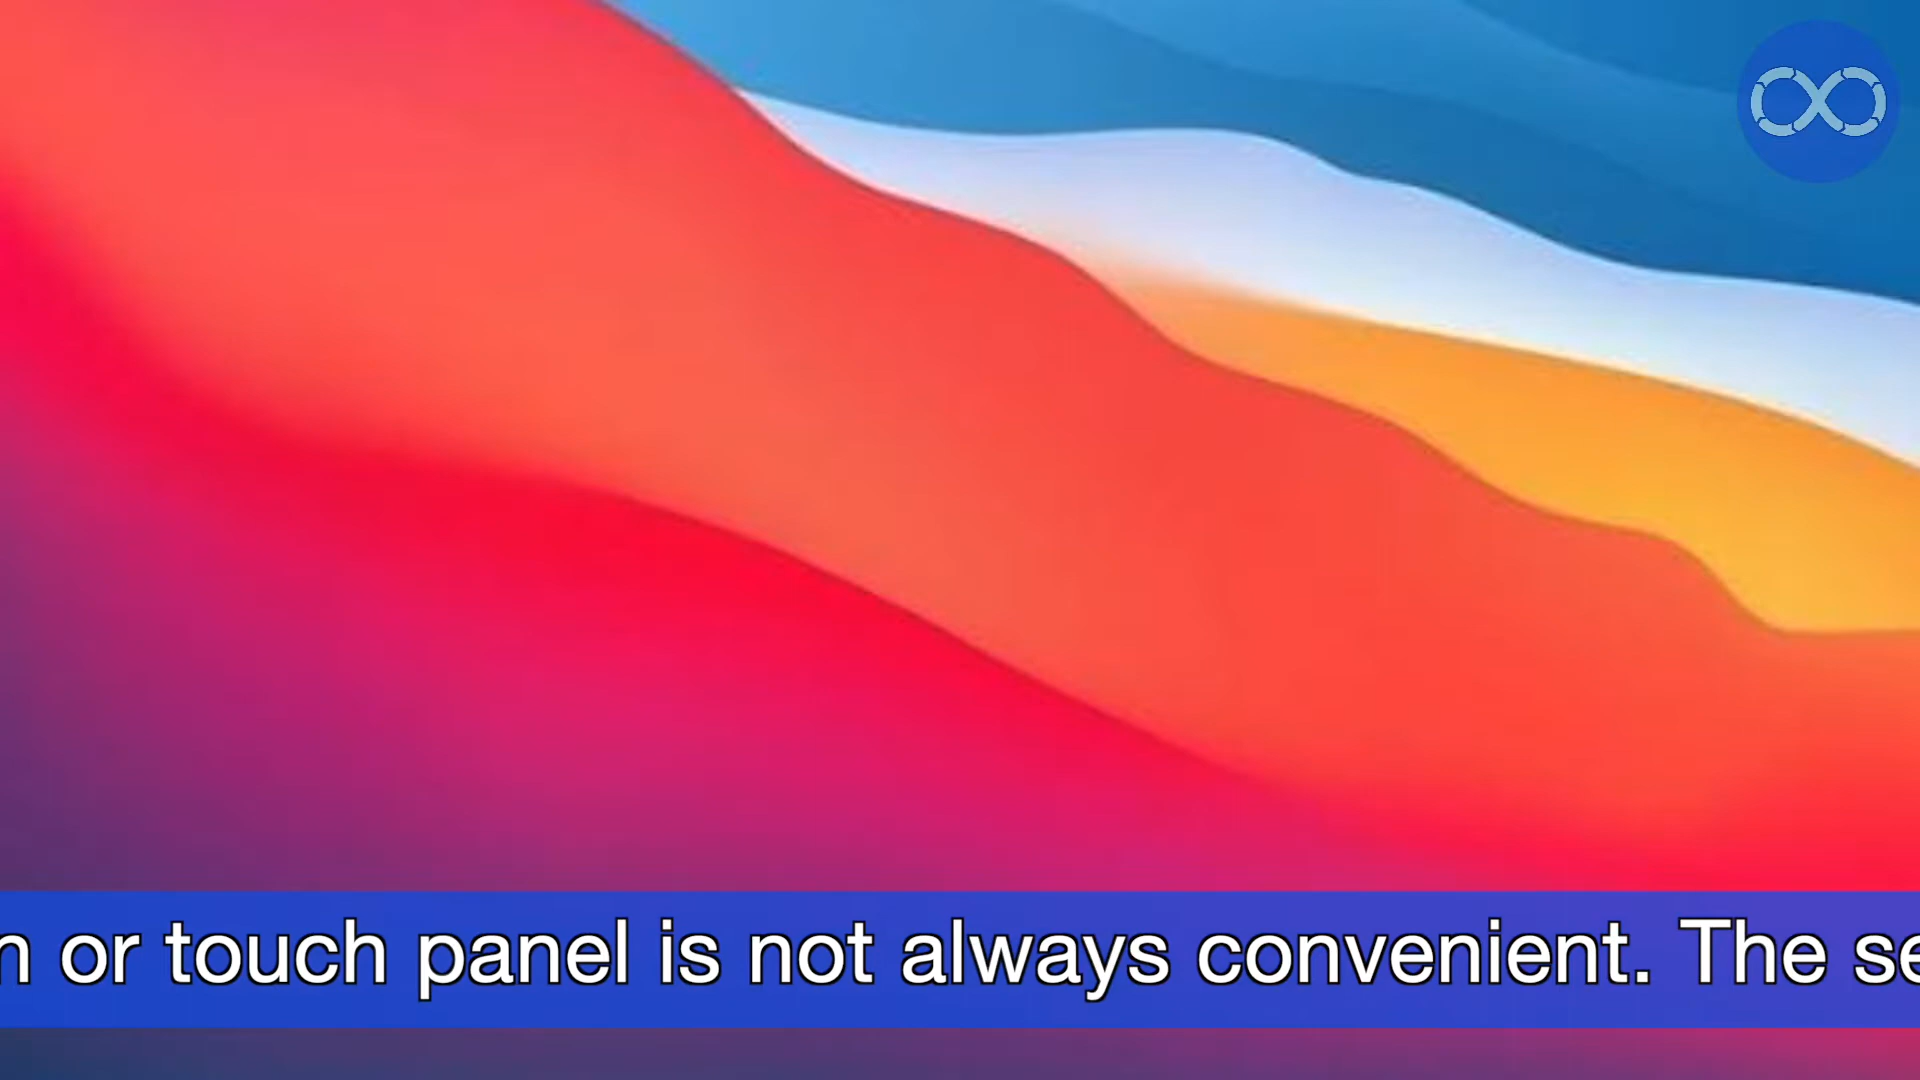 or touch panel is not always convenient. The